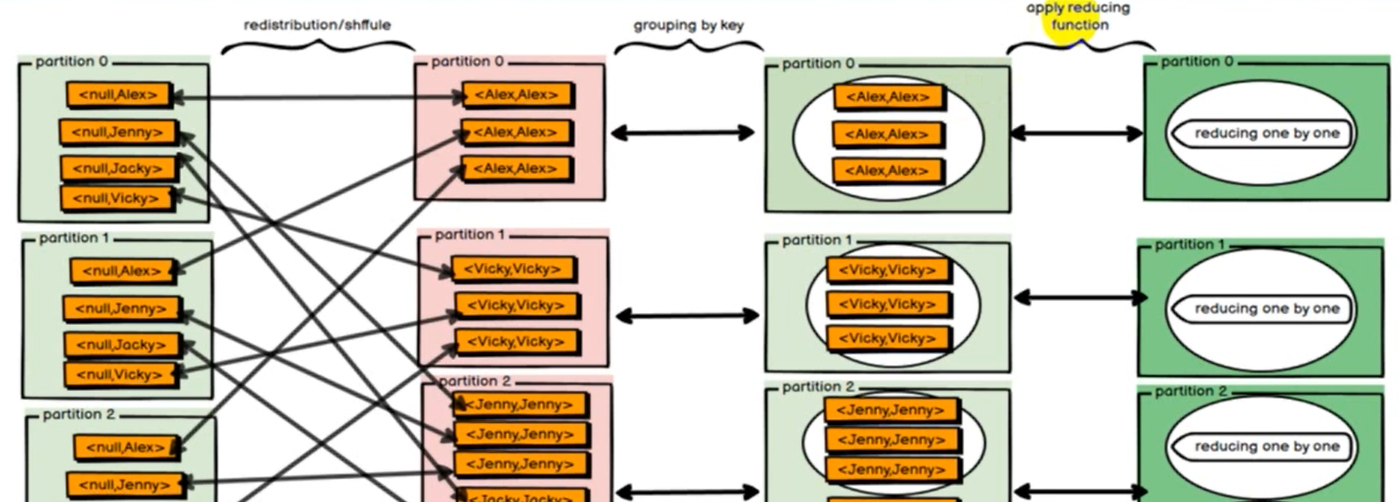 redistribution/shffule
grouping by key
apply reducing
function
partition 0
<null,Alex>
<null,Jenny>
<null,Jacky>
<null,Vicky>
partition 1
<null,Alex>
<null,Jenny>
<null,Jacky>
<null,Vicky>
partition 2
<null,Alex>
<null,Jenny>
partition 0
<Alex,Alex>
<Alex,Alex>
<Alex,Alex>
partition 1
<Vicky,Vicky>
<Vicky,Vicky>
<Vicky,Vicky>
partition 2
<Jenny,Jenny>
<Jenny,Jenny>
<Jenny,Jenny>
<Jacky,Jacky>
partition 0
<Alex,Alex>
<Alex,Alex>
<Alex,Alex>
partition 1
<Vicky,Vicky>
<Vicky,Vicky>
<Vicky,Vicky>
partition 2
<Jenny,Jenny>
<Jenny,Jenny>
<Jenny,Jenny>
partition 0
reducing one by one
partition 1
reducing one by one
partition 2
reducing one by one